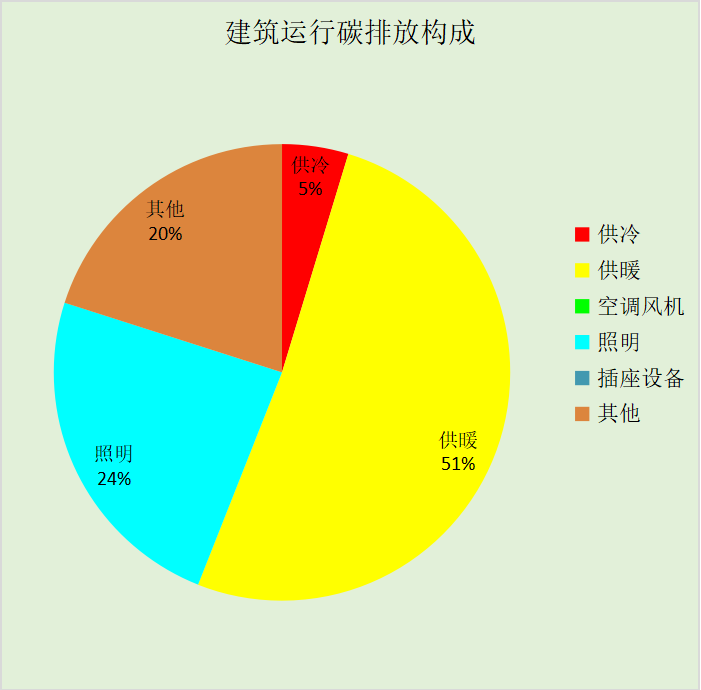 建筑运行碳排放构成
供冷
5%
其他
20%
供暖
51%
照明
24%
供冷
供暖
空调风机
照明
插座设备
其他